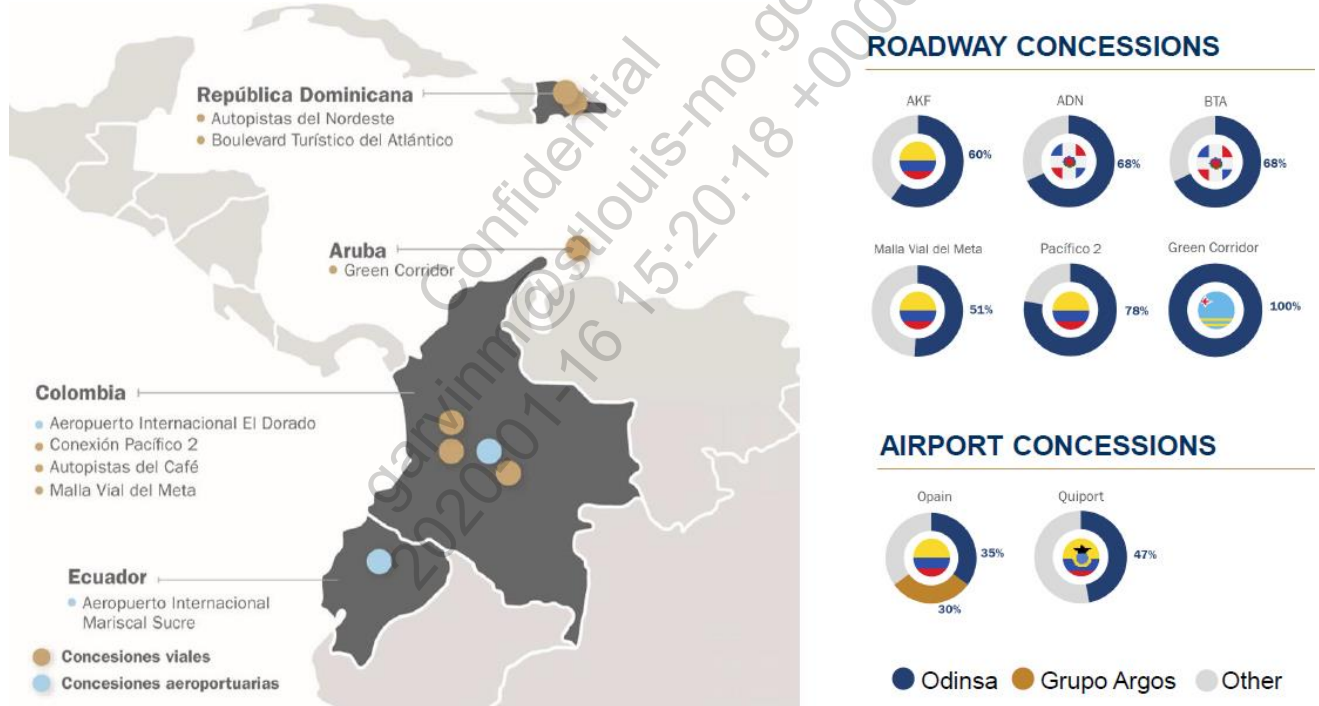 República Dominicana
Autopistas del Nordeste
Boulevard Turístico del Atlántico
Aruba
Green Corridor
Colombia
Aeropuerto Internacional El Dorado
Conexión Pacífico 2
Autopistas del Café
Malla Vial del Meta
Ecuador
Aeropuerto Internacional
Mariscal Sucre
Concesiones viales
Concesiones aeroportuarias
ROADWAY CONCESSIONS
AKF
ADN
BTA
60%
68%
68%
Malla Vial del Meta
Pacífico 2
Green Corridor
51%
78%
100%
AIRPORT CONCESSIONS
Opain
Quiport
35%
47%
30%
Odinsa
Grupo Argos
Other
Confidential